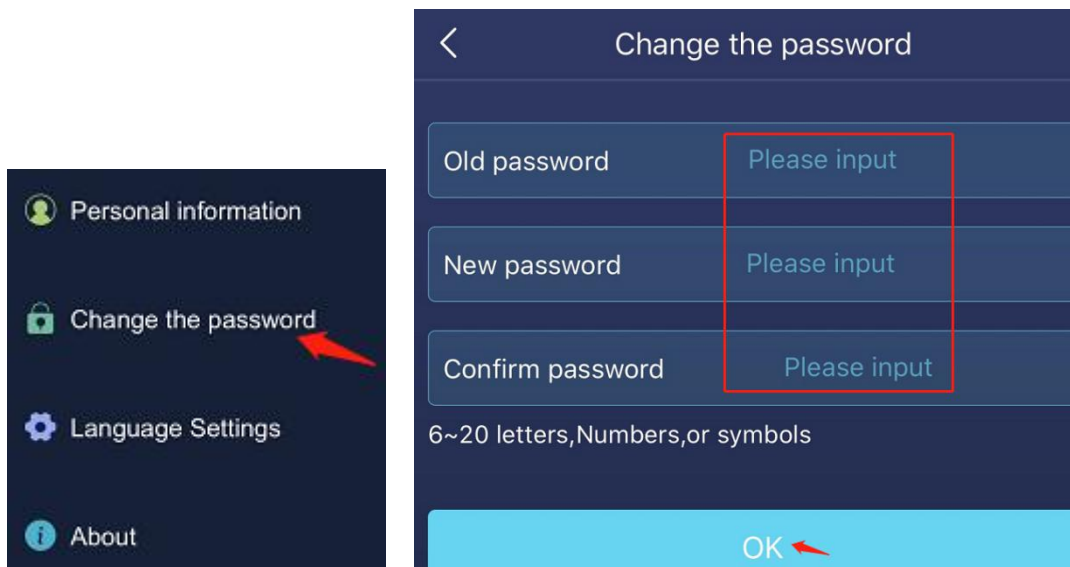 Personal information
Change the password
Language Settings
About
Change the password
Old password Please input
New password Please input
Confirm password Please input
6~20 letters,Numbers,or symbols
OK